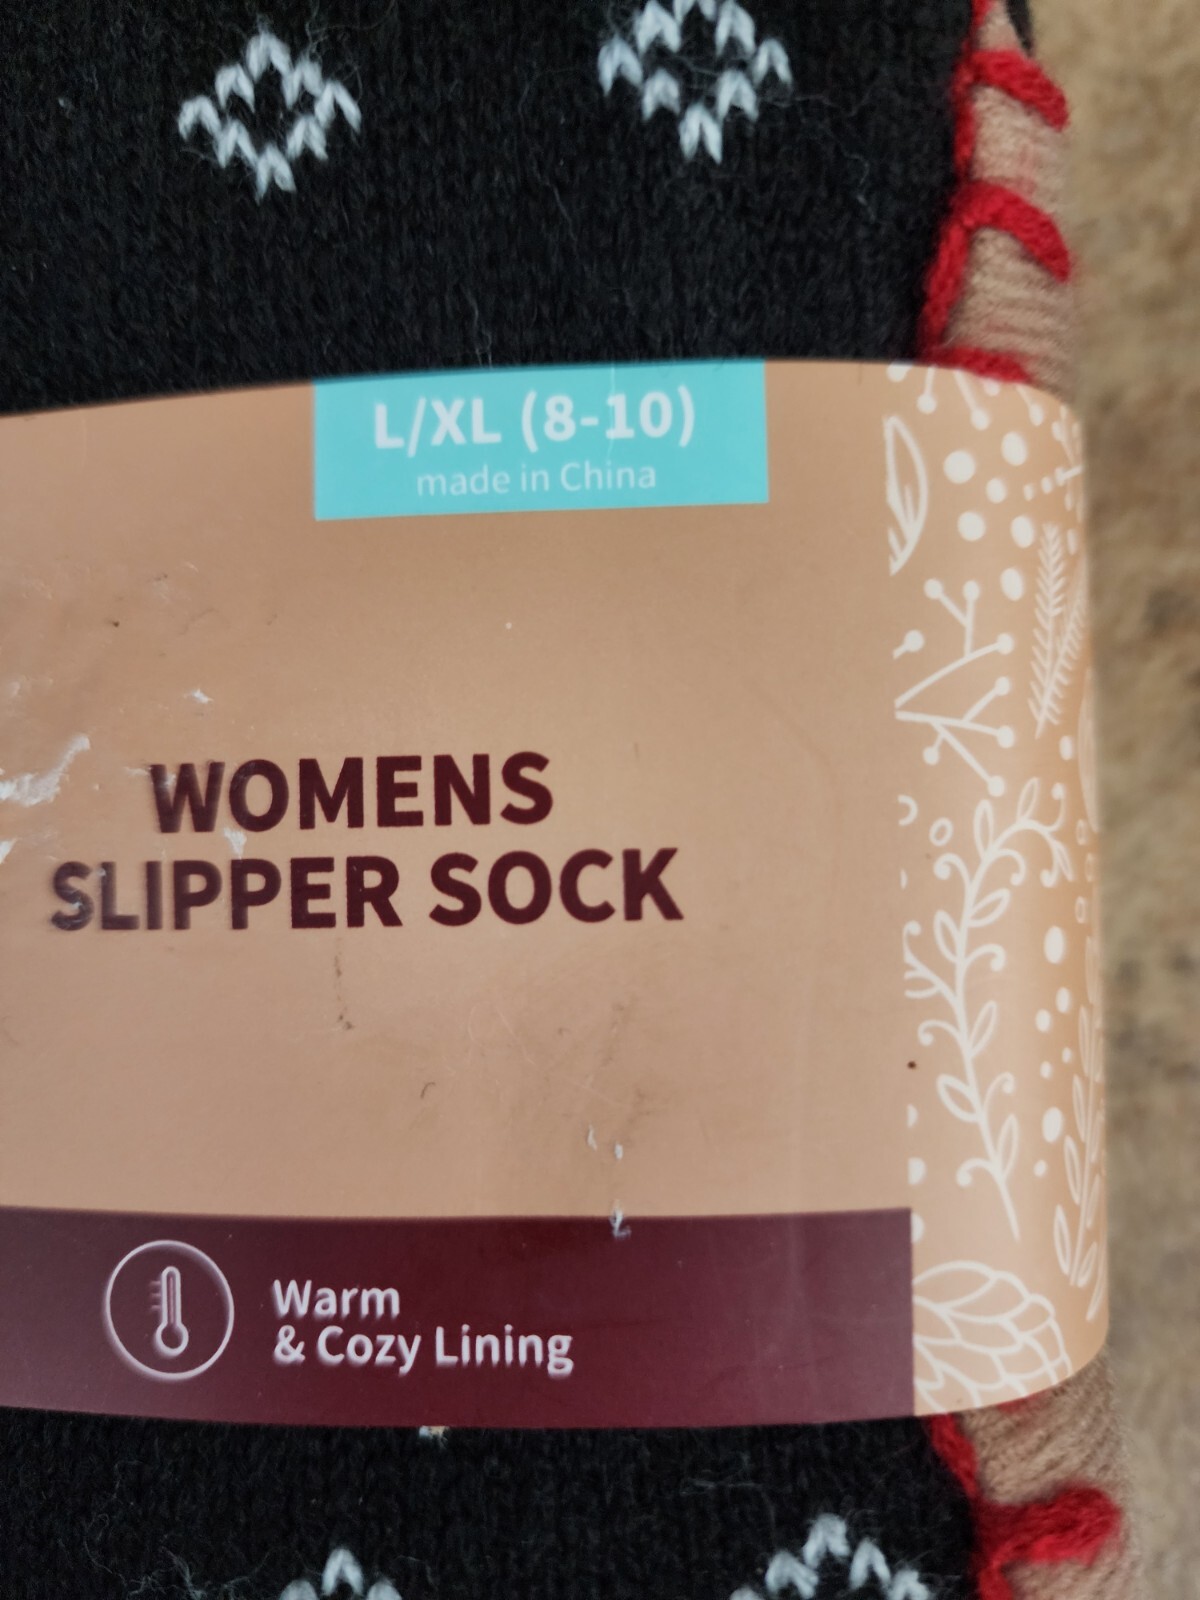 L/XL (8-10)
made in China
WOMENS
SLIPPER SOCK
Warm
& Cozy Lining